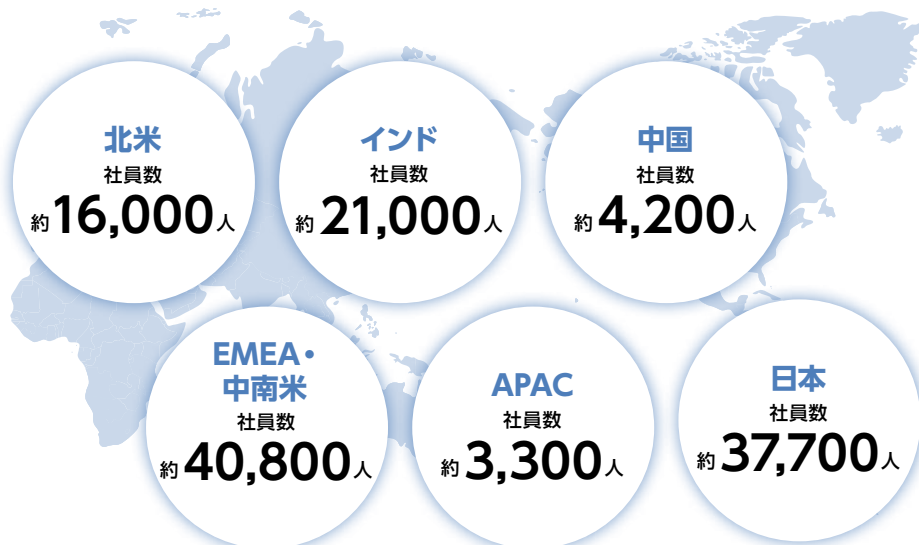 北米
社員数
約16,000人
インド
社員数
約21,000人
中国
社員数
約4,200人
EMEA・
中南米
社員数
約40,800人
APAC
社員数
約3,300人
日本
社員数
約37,700人